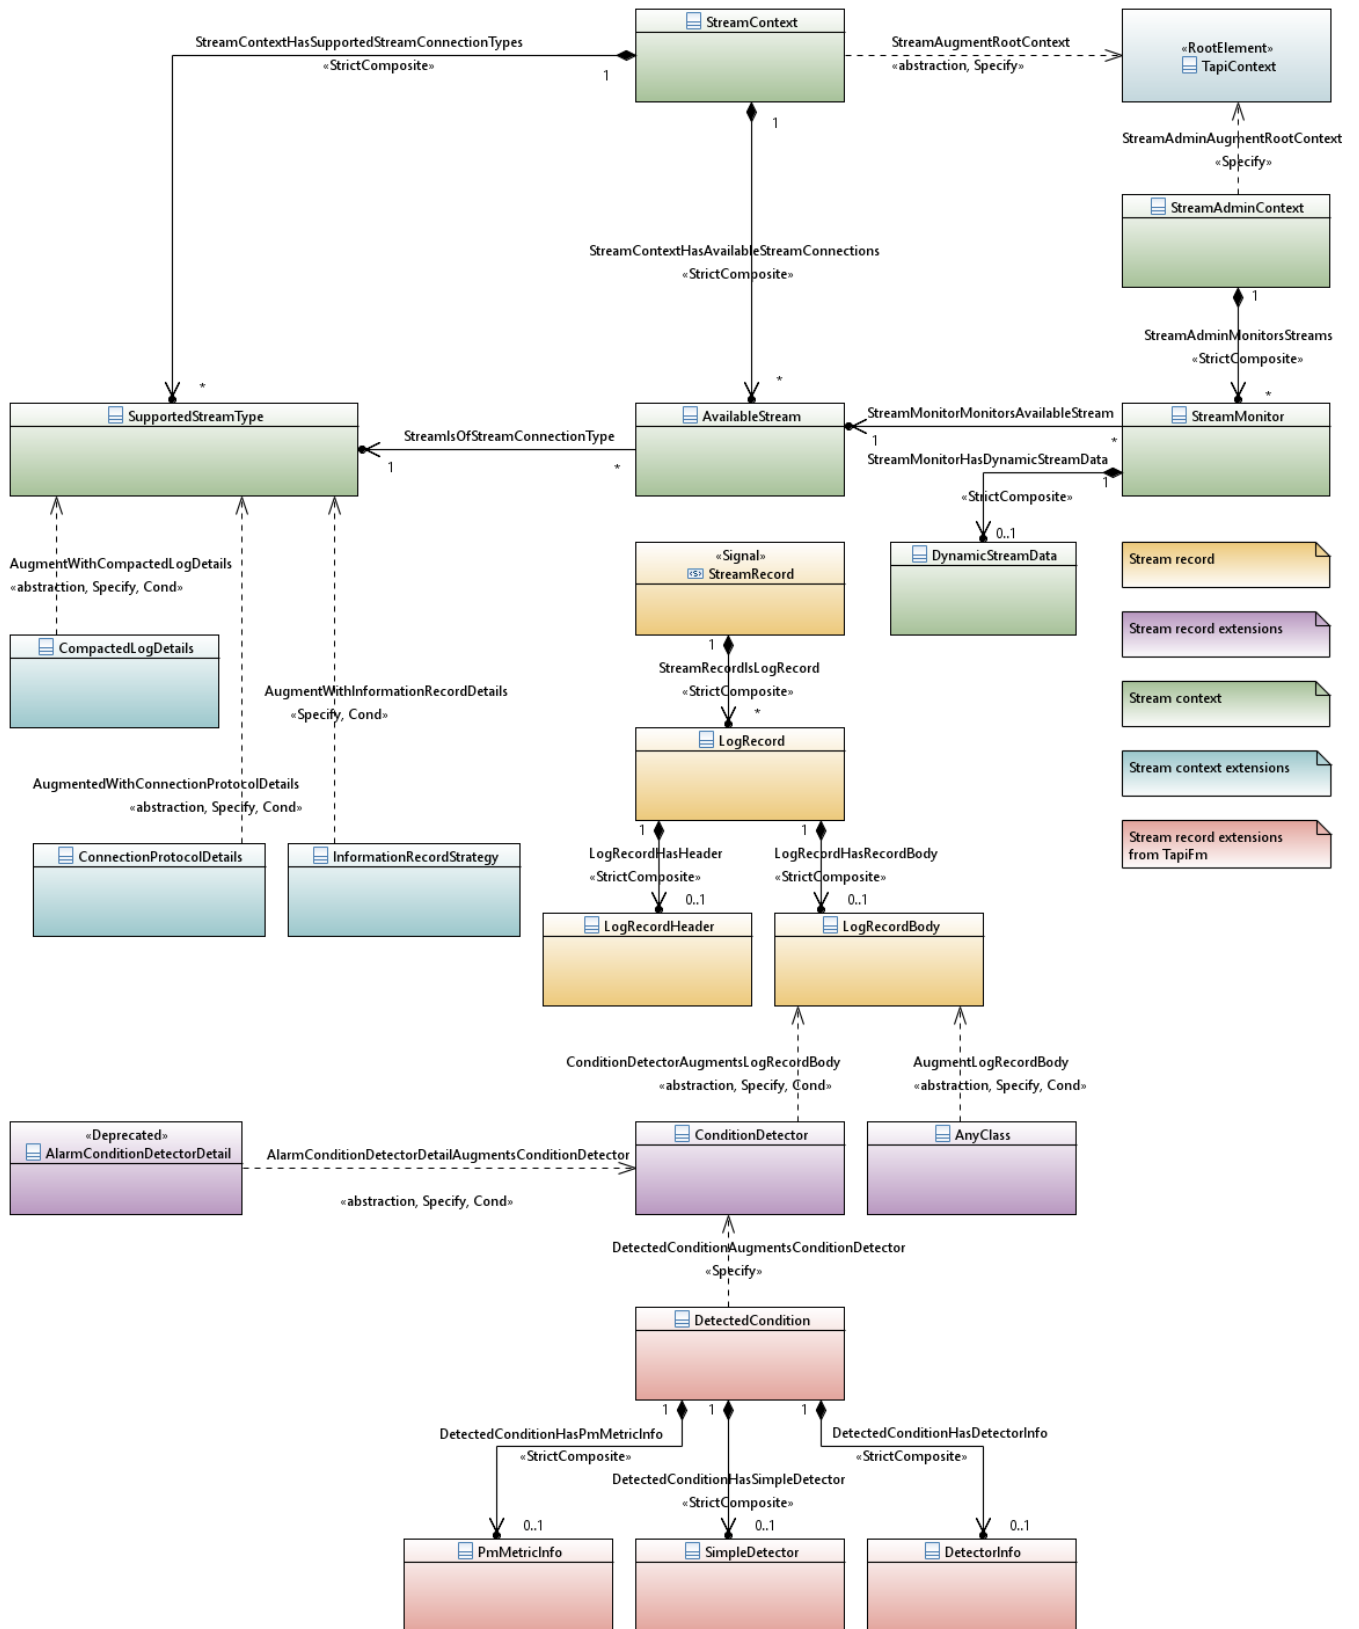 StreamContext
StreamContextHasSupportedStreamConnectionTypes
«StrictComposite»
1
StreamAugmentRootContext
«abstraction, Specify»
«RootElement»
TapiContext
1
StreamAdminAugmentRootContext
«Specify»
StreamAdminContext
StreamContextHasAvailableStreamConnections
«StrictComposite»
1
StreamAdminMonitorsStreams
«StrictComposite»
*
*
*
SupportedStreamType
AvailableStream
StreamMonitor
StreamMonitorMonitorsAvailableStream
1
*
StreamIsOfStreamConnectionType
1
*
StreamMonitorHasDynamicStreamData
1
«StrictComposite»
0..1
DynamicStreamData
AugmentWithCompactedLogDetails
«abstraction, Specify, Cond»
«Signal»
StreamRecord
Stream record
Stream record extensions
Stream context
Stream context extensions
Stream record extensions
from TapiFm
CompactedLogDetails
1
StreamRecordIsLogRecord
«StrictComposite»
*
AugmentWithInformationRecordDetails
«Specify, Cond»
LogRecord
AugmentedWithConnectionProtocolDetails
«abstraction, Specify, Cond»
ConnectionProtocolDetails
InformationRecordStrategy
1
1
LogRecordHasHeader
«StrictComposite»
0..1
LogRecordHasRecordBody
«StrictComposite»
0..1
LogRecordHeader
LogRecordBody
ConditionDetectorAugmentsLogRecordBody
«abstraction, Specify, Cond»
AugmentLogRecordBody
«abstraction, Specify, Cond»
«Deprecated»
AlarmConditionDetectorDetail
AlarmConditionDetectorDetailAugmentsConditionDetector
«abstraction, Specify, Cond»
ConditionDetector
AnyClass
DetectedConditionAugmentsConditionDetector
«Specify»
DetectedCondition
1
1
1
DetectedConditionHasPmMetricInfo
«StrictComposite»
DetectedConditionHasDetectorInfo
«StrictComposite»
DetectedConditionHasSimpleDetector
«StrictComposite»
0..1
0..1
0..1
PmMetricInfo
SimpleDetector
DetectorInfo